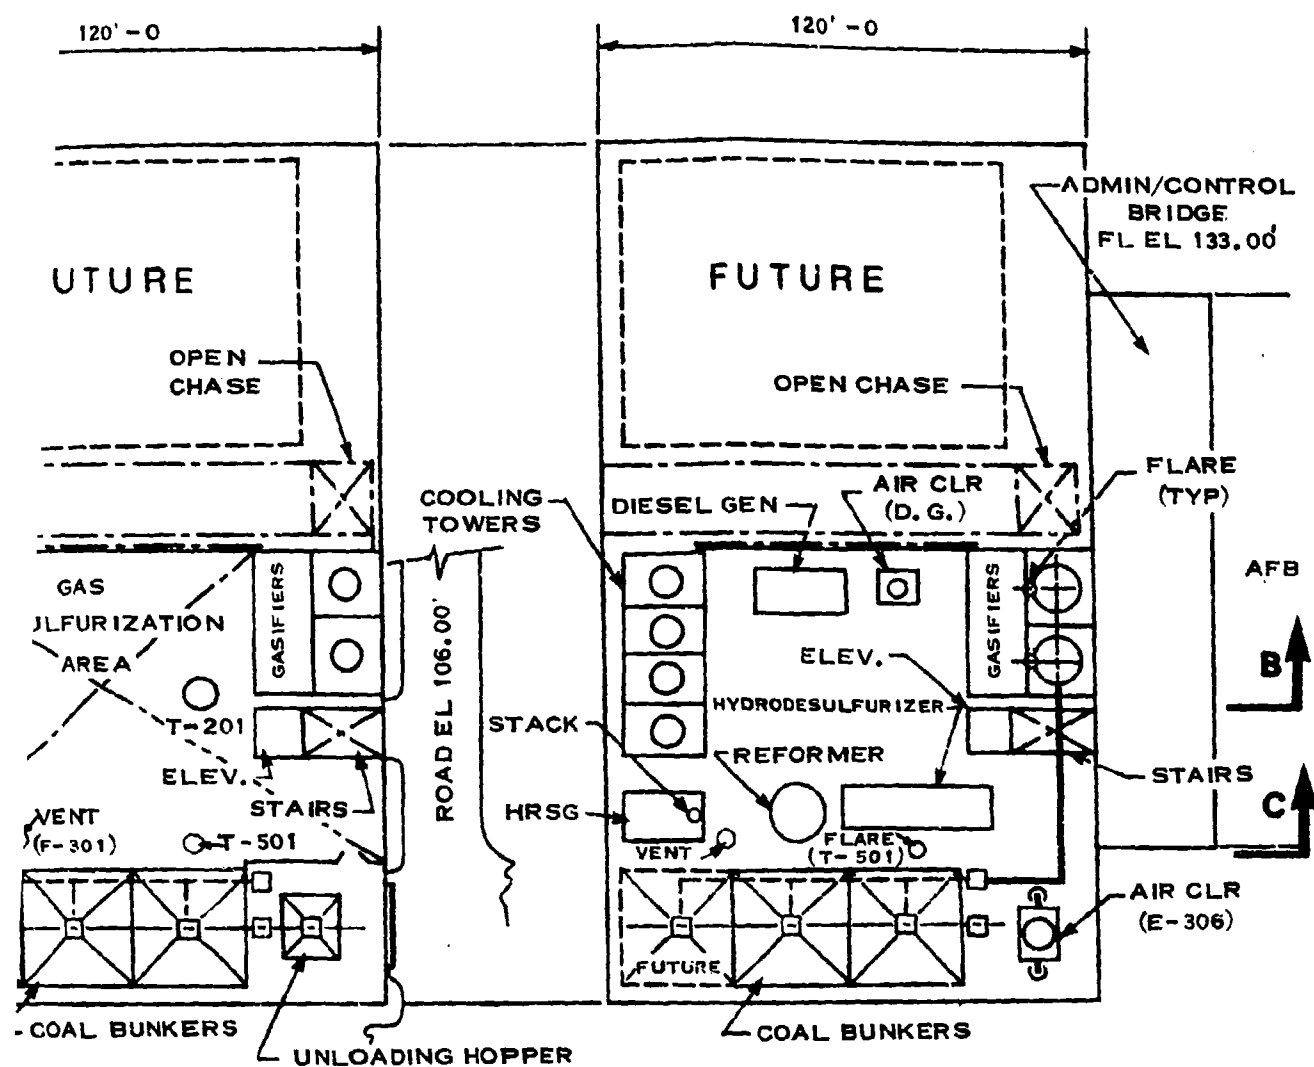 120' - 0
120' - 0
ADMIN/CONTROL
BRIDGE
FL EL 133.00'
UTURE
FUTURE
OPEN
CHASE
OPEN CHASE
FLARE
(TYP)
COOLING
TOWERS
DIESEL GEN
AIR CLR
(D. G.)
AFB
GAS
ULFURIZATION
AREA
GASIFIERS
ROAD EL 106.00'
GASIFIERS
B
ELEV.
T-201
HYDRODESULFURIZER
STACK
REFORMER
ELEV.
STAIRS
STAIRS
HRSG
C
VENT
(F-301)
T-501
VENT
FLARE
(T-501)
AIR CLR
(E-306)
FUTURE
- COAL BUNKERS
COAL BUNKERS
UNLOADING HOPPER